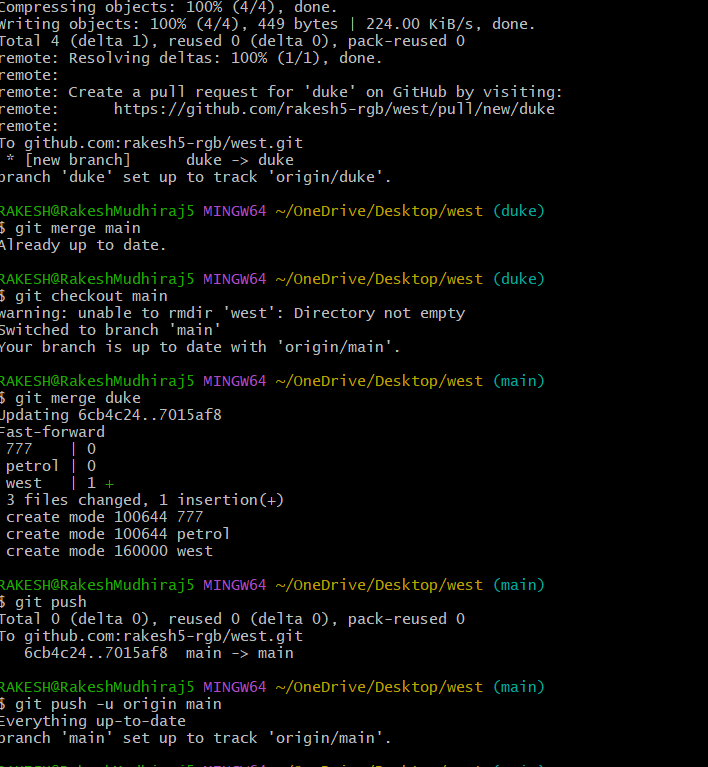 Compressing objects: 100% (4/4), done.
Writing objects: 100% (4/4), 449 bytes | 224.00 KiB/s, done.
Total 4 (delta 1), reused 0 (delta 0), pack-reused 0
remote: Resolving deltas: 100% (1/1), done.
remote:
remote: Create a pull request for 'duke' on GitHub by visiting:
remote:      https://github.com/rakesh5-rgb/west/pull/new/duke
remote:
To github.com:rakesh5-rgb/west.git
 * [new branch]      duke -> duke
branch 'duke' set up to track 'origin/duke'.
RAKESH@RakeshMudhiraj5 MINGW64 ~/OneDrive/Desktop/west (duke)
$ git merge main
Already up to date.
RAKESH@RakeshMudhiraj5 MINGW64 ~/OneDrive/Desktop/west (duke)
$ git checkout main
warning: unable to rmdir 'west': Directory not empty
Switched to branch 'main'
Your branch is up to date with 'origin/main'.
RAKESH@RakeshMudhiraj5 MINGW64 ~/OneDrive/Desktop/west (main)
$ git merge duke
Updating 6cb4c24..7015af8
Fast-forward
 777    | 0
 petrol | 0
 west   | 1 +
 3 files changed, 1 insertion(+)
 create mode 100644 777
 create mode 100644 petrol
 create mode 160000 west
RAKESH@RakeshMudhiraj5 MINGW64 ~/OneDrive/Desktop/west (main)
$ git push
Total 0 (delta 0), reused 0 (delta 0), pack-reused 0
To github.com:rakesh5-rgb/west.git
   6cb4c24..7015af8  main -> main
RAKESH@RakeshMudhiraj5 MINGW64 ~/OneDrive/Desktop/west (main)
$ git push -u origin main
Everything up-to-date
branch 'main' set up to track 'origin/main'.